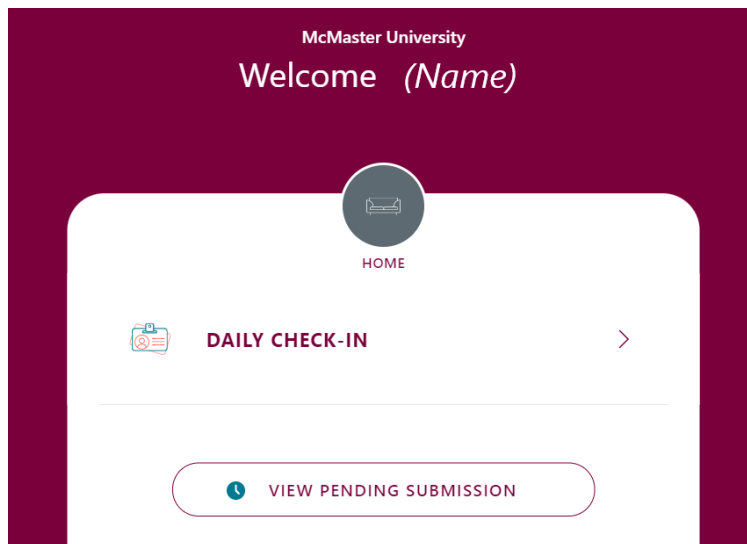 McMaster University
Welcome (Name)
HOME
DAILY CHECK-IN
VIEW PENDING SUBMISSION